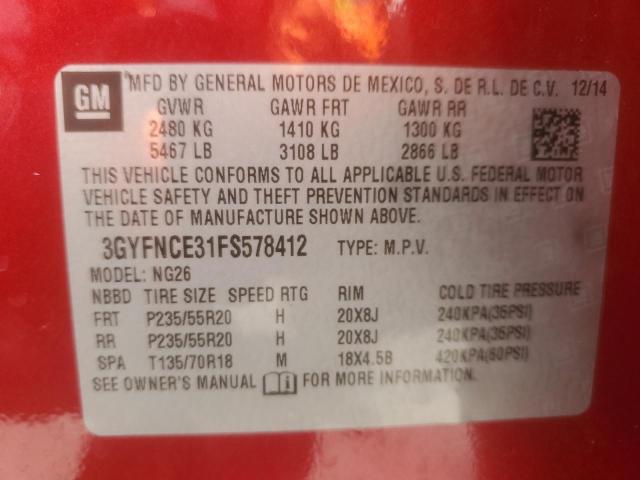 GM ® MFD BY GENERAL MOTORS DE MEXICO, S. DE R.L. DE C.V. 12/14
GVWR GAWR FRT GAWR RR
2480 KG 1410 KG 1300 KG
5467 LB 3108 LB 2866 LB
THIS VEHICLE CONFORMS TO ALL APPLICABLE U.S. FEDERAL MOTOR
VEHICLE SAFETY AND THEFT PREVENTION STANDARDS IN EFFECT ON
THE DATE OF MANUFACTURE SHOWN ABOVE.
3GYFNCE31FS578412 TYPE: M.P.V.
MODEL: NG26
NBBD TIRE SIZE SPEED RTG RIM COLD TIRE PRESSURE
FRT P235/55R20 H 20X8J 240KPA(35PSI)
RR P235/55R20 H 20X8J 240KPA(35PSI)
SPA T135/70R18 M 18X4.5B 420KPA(60PSI)
SEE OWNER'S MANUAL FOR MORE INFORMATION.